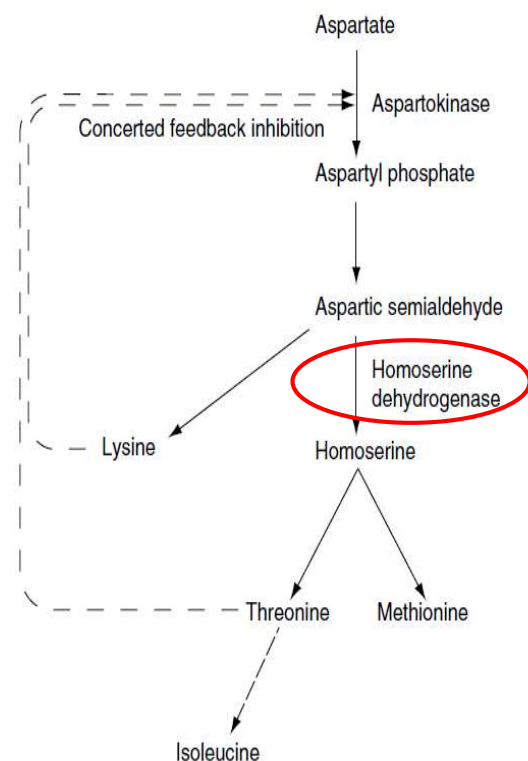 Aspartate
Aspartokinase
Concerted feedback inhibition
Aspartyl phosphate
Aspartic semialdehyde
Homoserine
dehydrogenase
Lysine
Homoserine
Threonine
Methionine
Isoleucine